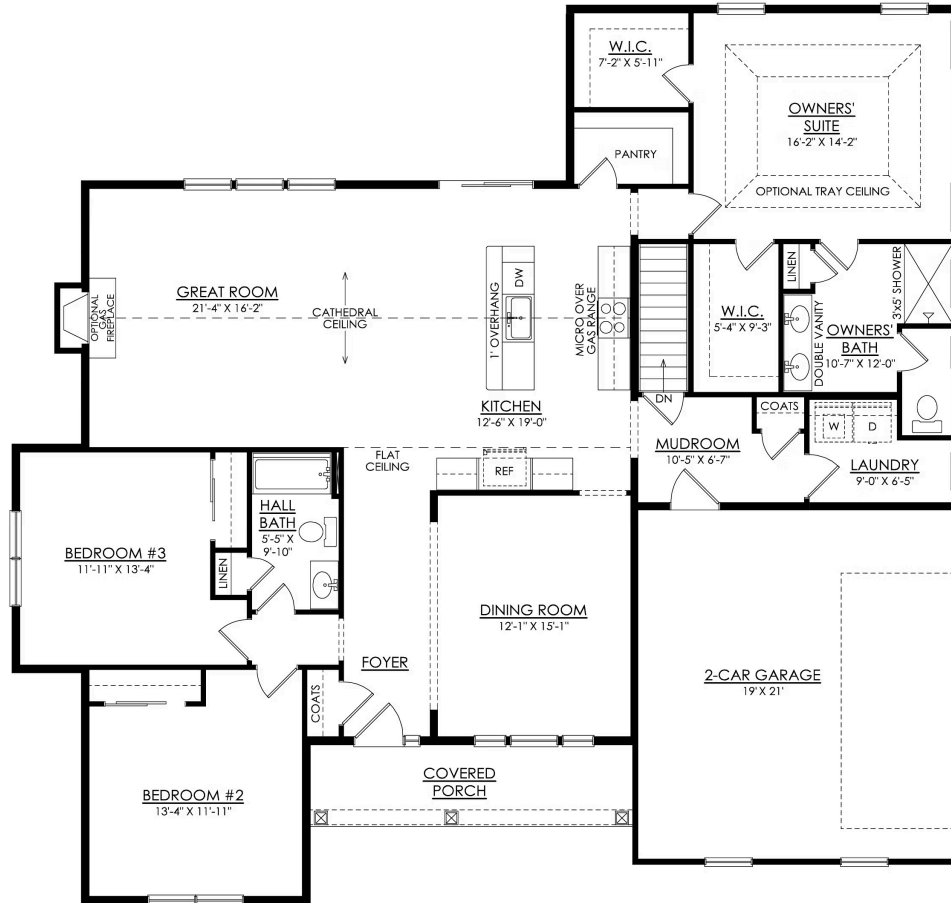 W.I.C.
7'-2" X 5'-11"
OWNERS'
SUITE
16'-2" X 14'-2"
PANTRY
OPTIONAL TRAY CEILING
GREAT ROOM
21'-4" X 16'-2"
OPTIONAL
GAS
FIREPLACE
CATHEDRAL
CEILING
1' OVERHANG
DW
MICRO OVER
GAS RANGE
KITCHEN
12'-6" X 19'-0"
W.I.C.
5'-4" X 9'-3"
LINEN
DOUBLE VANITY
OWNERS'
BATH
10'-7" X 12'-0"
3'x5' SHOWER
DN
COATS
W
D
MUDROOM
10'-5" X 6'-7"
LAUNDRY
9'-0" X 6'-5"
FLAT
CEILING
REF
HALL
BATH
5'-5" X
9'-10"
LINEN
BEDROOM #3
11'-11" X 13'-4"
DINING ROOM
12'-1" X 15'-1"
FOYER
COATS
2-CAR GARAGE
19' X 21'
COVERED
PORCH
BEDROOM #2
13'-4" X 11'-11"